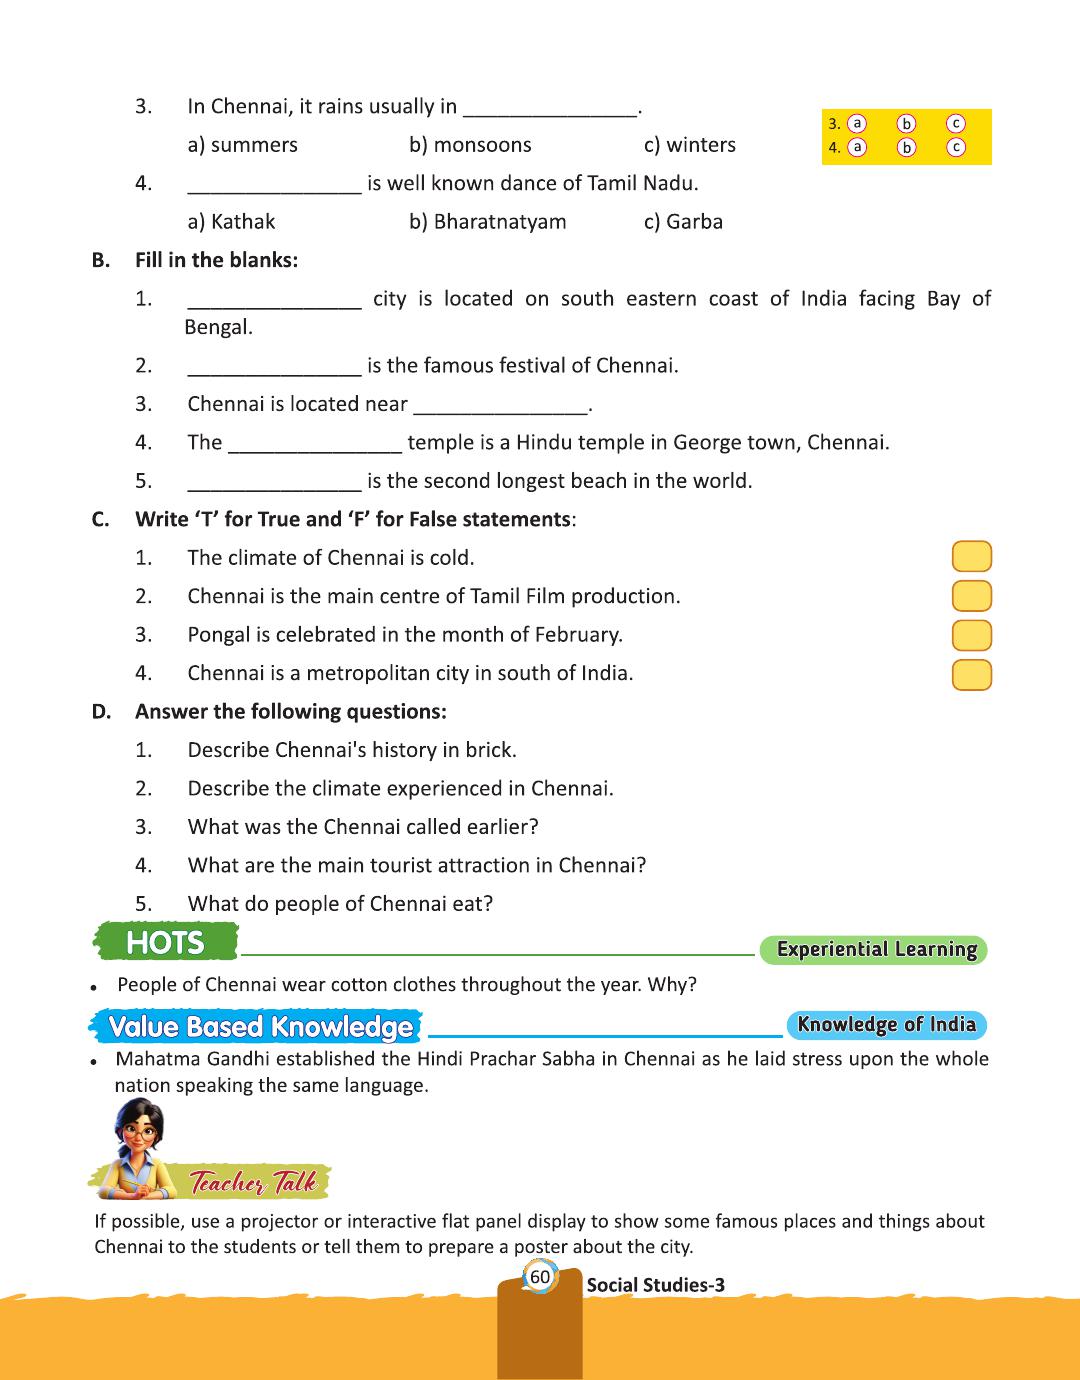 3. In Chennai, it rains usually in _______________.
a) summers b) monsoons c) winters
3. a b c
4. a b c
4. _______________ is well known dance of Tamil Nadu.
a) Kathak b) Bharatnatyam c) Garba
B. Fill in the blanks:
1. _______________ city is located on south eastern coast of India facing Bay of
Bengal.
2. _______________ is the famous festival of Chennai.
3. Chennai is located near _______________.
4. The _______________ temple is a Hindu temple in George town, Chennai.
5. _______________ is the second longest beach in the world.
C. Write ‘T’ for True and ‘F’ for False statements:
1. The climate of Chennai is cold.
2. Chennai is the main centre of Tamil Film production.
3. Pongal is celebrated in the month of February.
4. Chennai is a metropolitan city in south of India.
D. Answer the following questions:
1. Describe Chennai's history in brick.
2. Describe the climate experienced in Chennai.
3. What was the Chennai called earlier?
4. What are the main tourist attraction in Chennai?
5. What do people of Chennai eat?
HOTS Experiential Learning
• People of Chennai wear cotton clothes throughout the year. Why?
Value Based Knowledge Knowledge of India
• Mahatma Gandhi established the Hindi Prachar Sabha in Chennai as he laid stress upon the whole
nation speaking the same language.
Teacher Talk
If possible, use a projector or interactive flat panel display to show some famous places and things about
Chennai to the students or tell them to prepare a poster about the city.
60 Social Studies-3